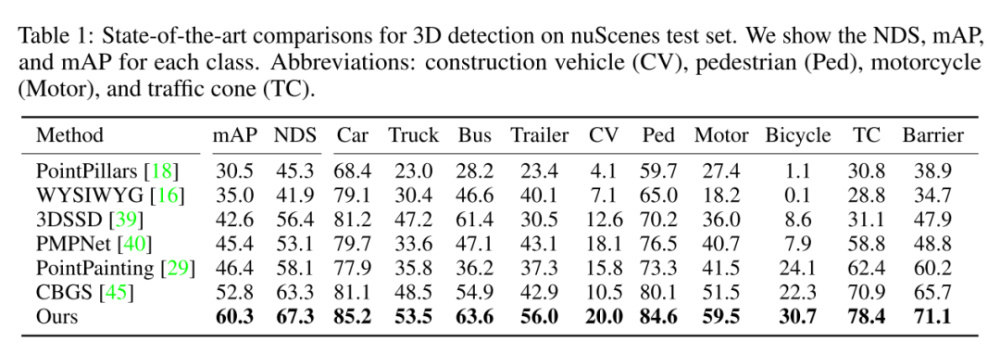 Table 1: State-of-the-art comparisons for 3D detection on nuScenes test set. We show the NDS, mAP,
and mAP for each class. Abbreviations: construction vehicle (CV), pedestrian (Ped), motorcycle
(Motor), and traffic cone (TC).
Method mAP NDS Car Truck Bus Trailer CV Ped Motor Bicycle TC Barrier
PointPillars [18] 30.5 45.3 68.4 23.0 28.2 23.4 4.1 59.7 27.4 1.1 30.8 38.9
WYSIWYG [16] 35.0 41.9 79.1 30.4 46.6 40.1 7.1 65.0 18.2 0.1 28.8 34.7
3DSSD [39] 42.6 56.4 81.2 47.2 61.4 30.5 12.6 70.2 36.0 8.6 31.1 47.9
PMPNet [40] 45.4 53.1 79.7 33.6 47.1 43.1 18.1 76.5 40.7 7.9 58.8 48.8
PointPainting [29] 46.4 58.1 77.9 35.8 36.2 37.3 15.8 73.3 41.5 24.1 62.4 60.2
CBGS [45] 52.8 63.3 81.1 48.5 54.9 42.9 10.5 80.1 51.5 22.3 70.9 65.7
Ours 60.3 67.3 85.2 53.5 63.6 56.0 20.0 84.6 59.5 30.7 78.4 71.1